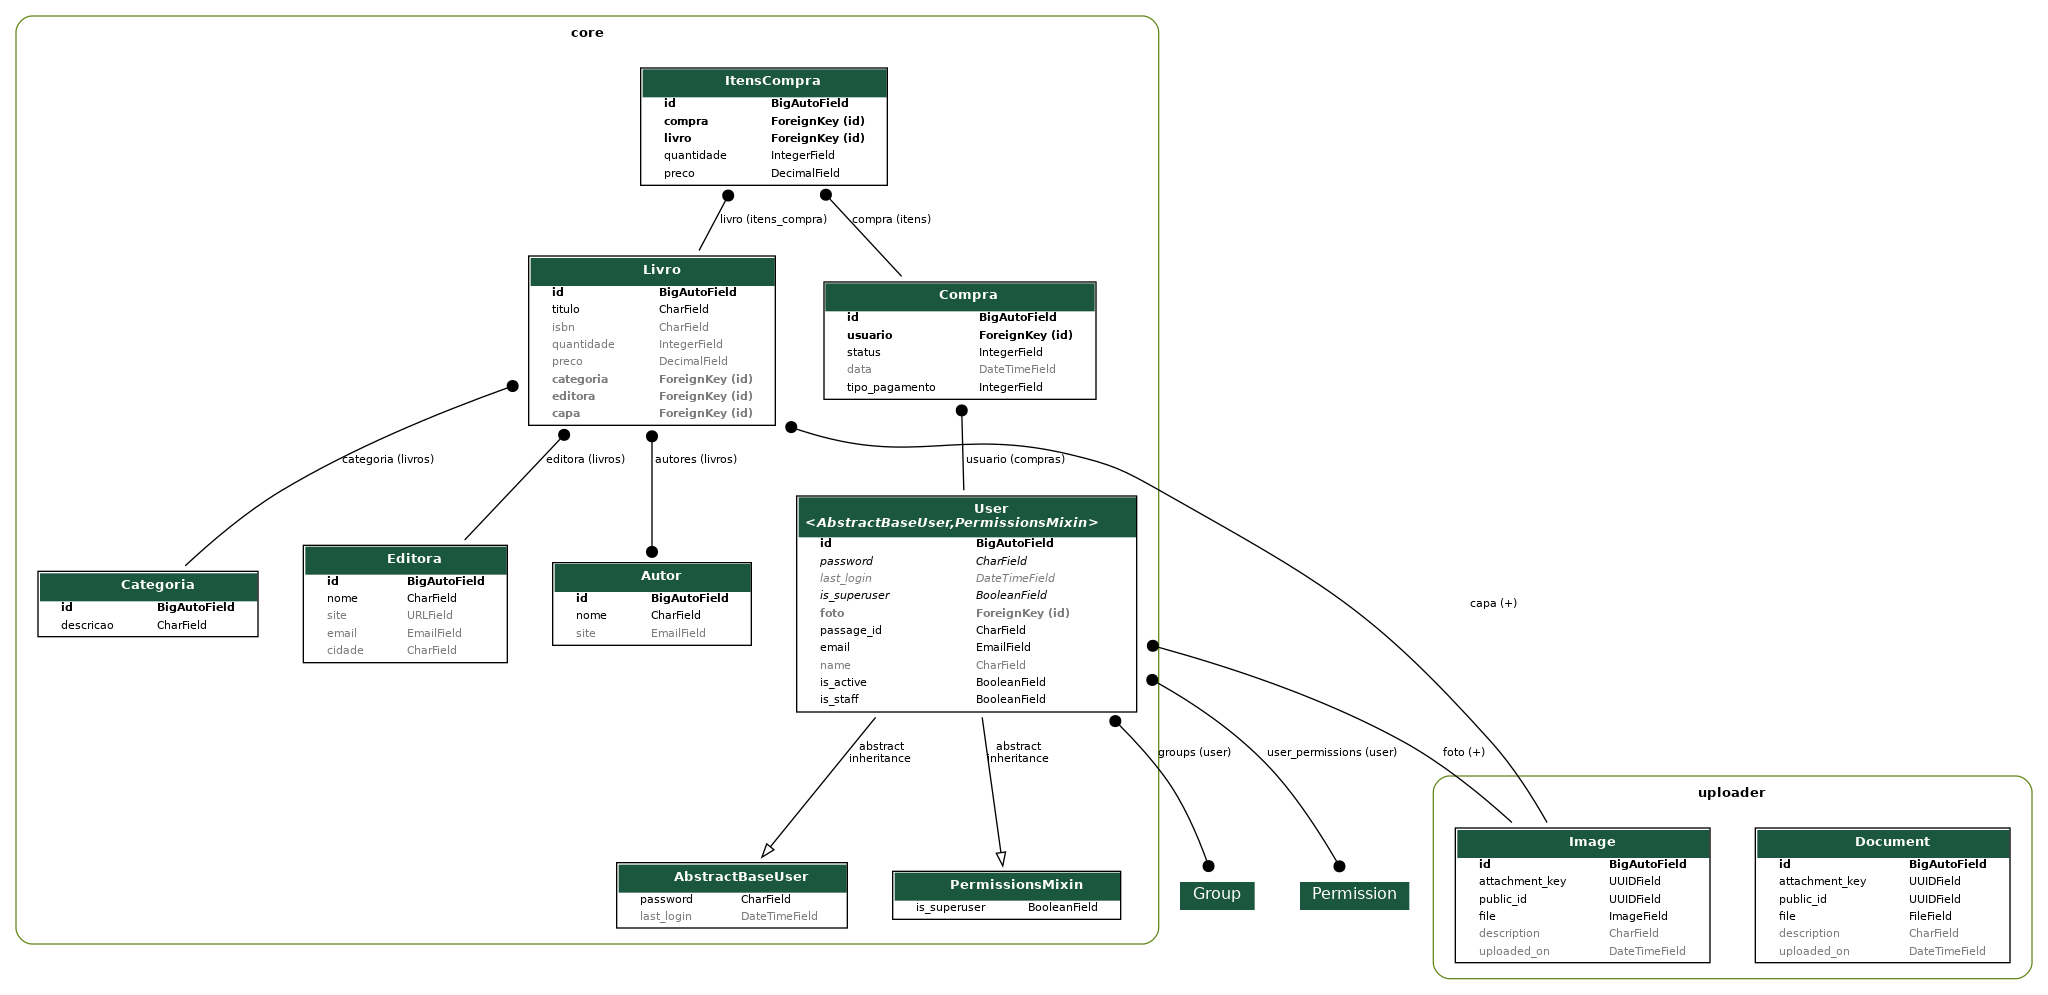 core
ItensCompra
id BigAutoField
compra ForeignKey (id)
livro ForeignKey (id)
quantidade IntegerField
preco DecimalField
livro (itens_compra)
compra (itens)
Livro
id BigAutoField
titulo CharField
isbn CharField
quantidade IntegerField
preco DecimalField
categoria ForeignKey (id)
editora ForeignKey (id)
capa ForeignKey (id)
Compra
id BigAutoField
usuario ForeignKey (id)
status IntegerField
data DateTimeField
tipo_pagamento IntegerField
categoria (livros)
editora (livros)
autores (livros)
usuario (compras)
Categoria
id BigAutoField
descricao CharField
Editora
id BigAutoField
nome CharField
site URLField
email EmailField
cidade CharField
Autor
id BigAutoField
nome CharField
site EmailField
User
<AbstractBaseUser,PermissionsMixin>
id BigAutoField
password CharField
last_login DateTimeField
is_superuser BooleanField
foto ForeignKey (id)
passage_id CharField
email EmailField
name CharField
is_active BooleanField
is_staff BooleanField
capa (+)
abstract
inheritance
abstract
inheritance
groups (user)
user_permissions (user)
foto (+)
AbstractBaseUser
password CharField
last_login DateTimeField
PermissionsMixin
is_superuser BooleanField
Group
Permission
uploader
Image
id BigAutoField
attachment_key UUIDField
public_id UUIDField
file ImageField
description CharField
uploaded_on DateTimeField
Document
id BigAutoField
attachment_key UUIDField
public_id UUIDField
file FileField
description CharField
uploaded_on DateTimeField